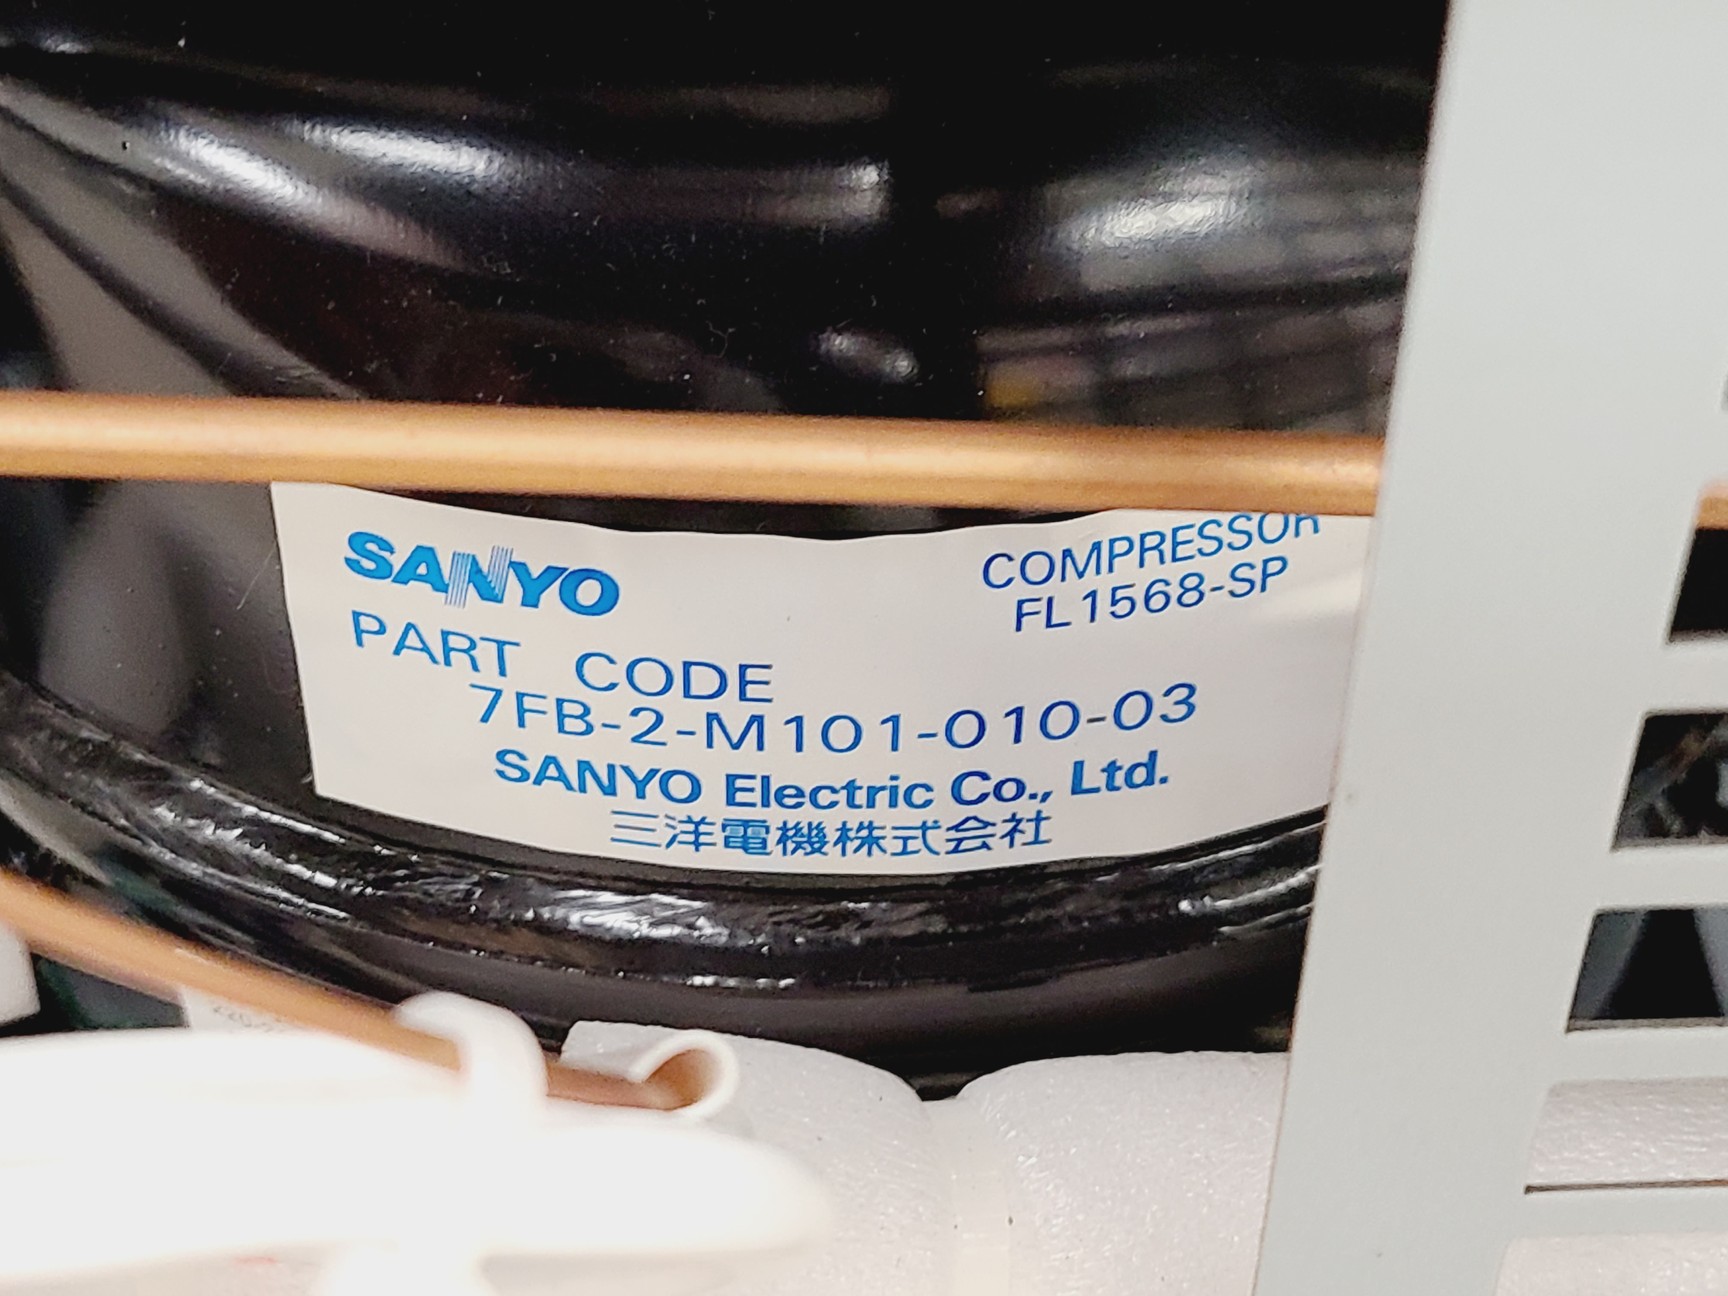 SANYO
COMPRESSOR
FL1568-SP
PART CODE
7FB-2-M101-010-03
SANYO Electric Co., Ltd.
三洋電機株式会社